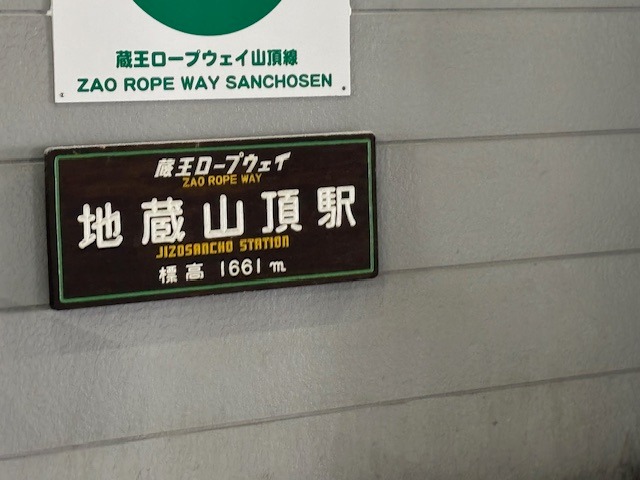 蔵王ロープウェイ山頂線
ZAO ROPE WAY SANCHOSEN
蔵王ロープウェイ
ZAO ROPE WAY
地蔵山頂駅
JIZOSANCHO STATION
標高 1661m